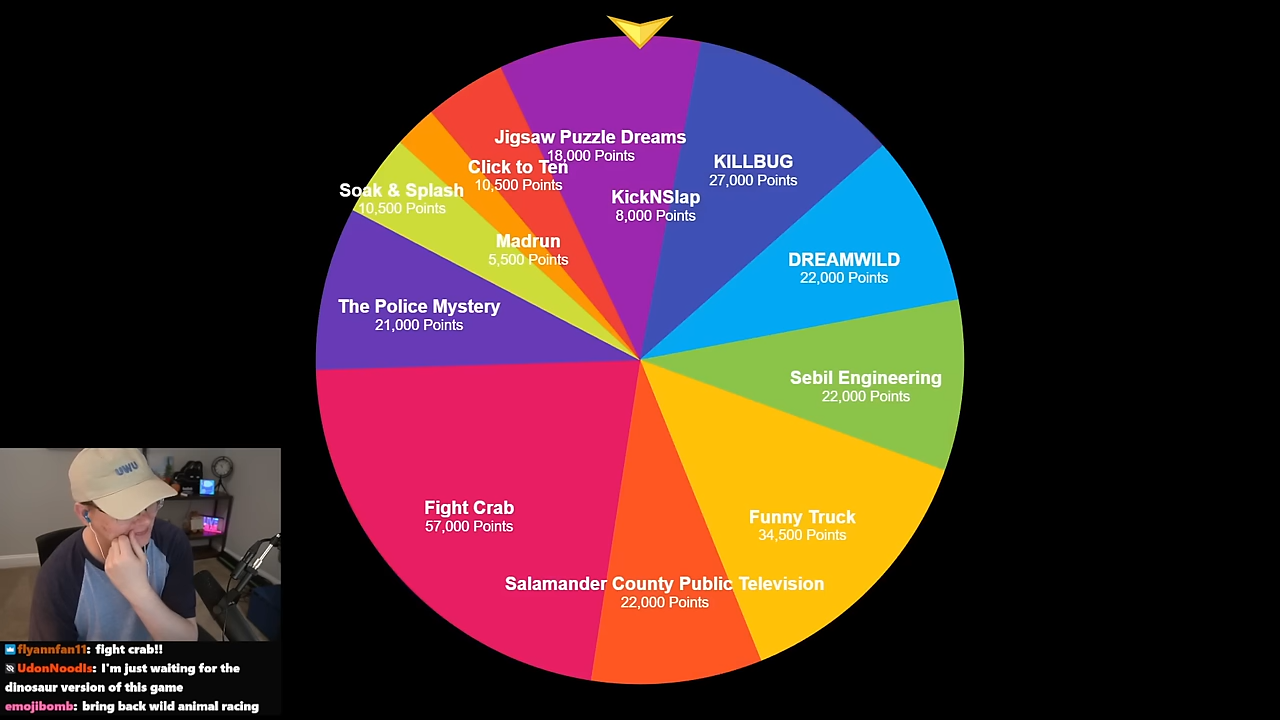 Jigsaw Puzzle Dreams
18,000 Points
KILLBUG
27,000 Points
Click to Ten
10,500 Points
Soak & Splash
10,500 Points
KickNSlap
8,000 Points
Madrun
5,500 Points
DREAMWILD
22,000 Points
The Police Mystery
21,000 Points
Sebil Engineering
22,000 Points
Fight Crab
57,000 Points
Funny Truck
34,500 Points
Salamander County Public Television
22,000 Points
UWU
flyannfan11: fight crab!!
UdonNoodls: I'm just waiting for the
dinosaur version of this game
emojibomb: bring back wild animal racing